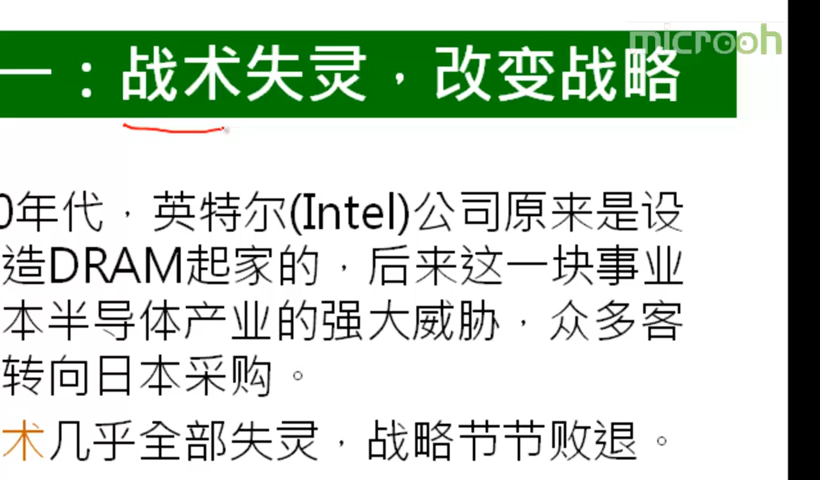 microoh
一：战术失灵，改变战略
0年代，英特尔(Intel)公司原来是设
造DRAM起家的，后来这一块事业
本半导体产业的强大威胁，众多客
转向日本采购。
术几乎全部失灵，战略节节败退。